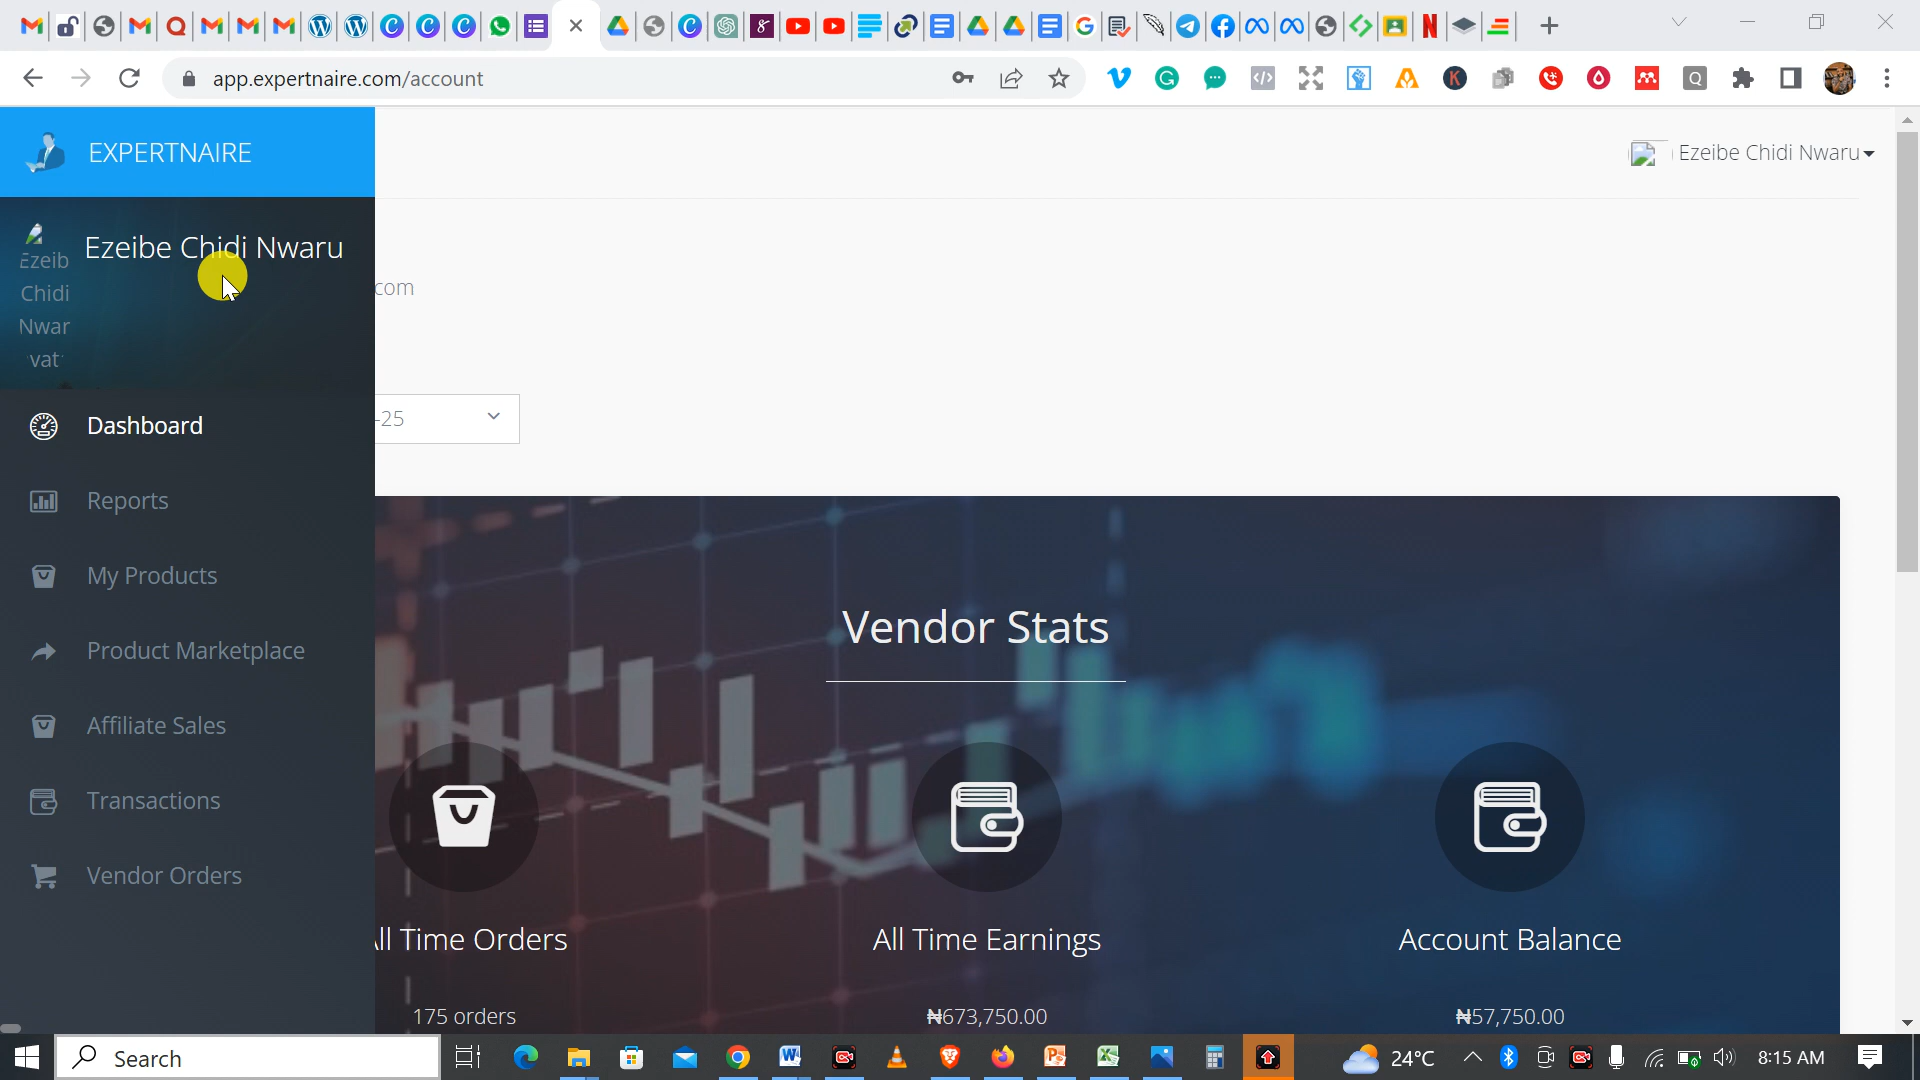 app.expertnaire.com/account
EXPERTNAIRE
Ezeibe Chidi Nwaru
Ezeibe Chidi Nwaru
Ezeib
Chidi
Nwar
vat
com
Dashboard
-25
Reports
My Products
Product Marketplace
Affiliate Sales
Transactions
Vendor Orders
Vendor Stats
ll Time Orders
All Time Earnings
Account Balance
175 orders
₦673,750.00
₦57,750.00
Search
24°C
8:15 AM